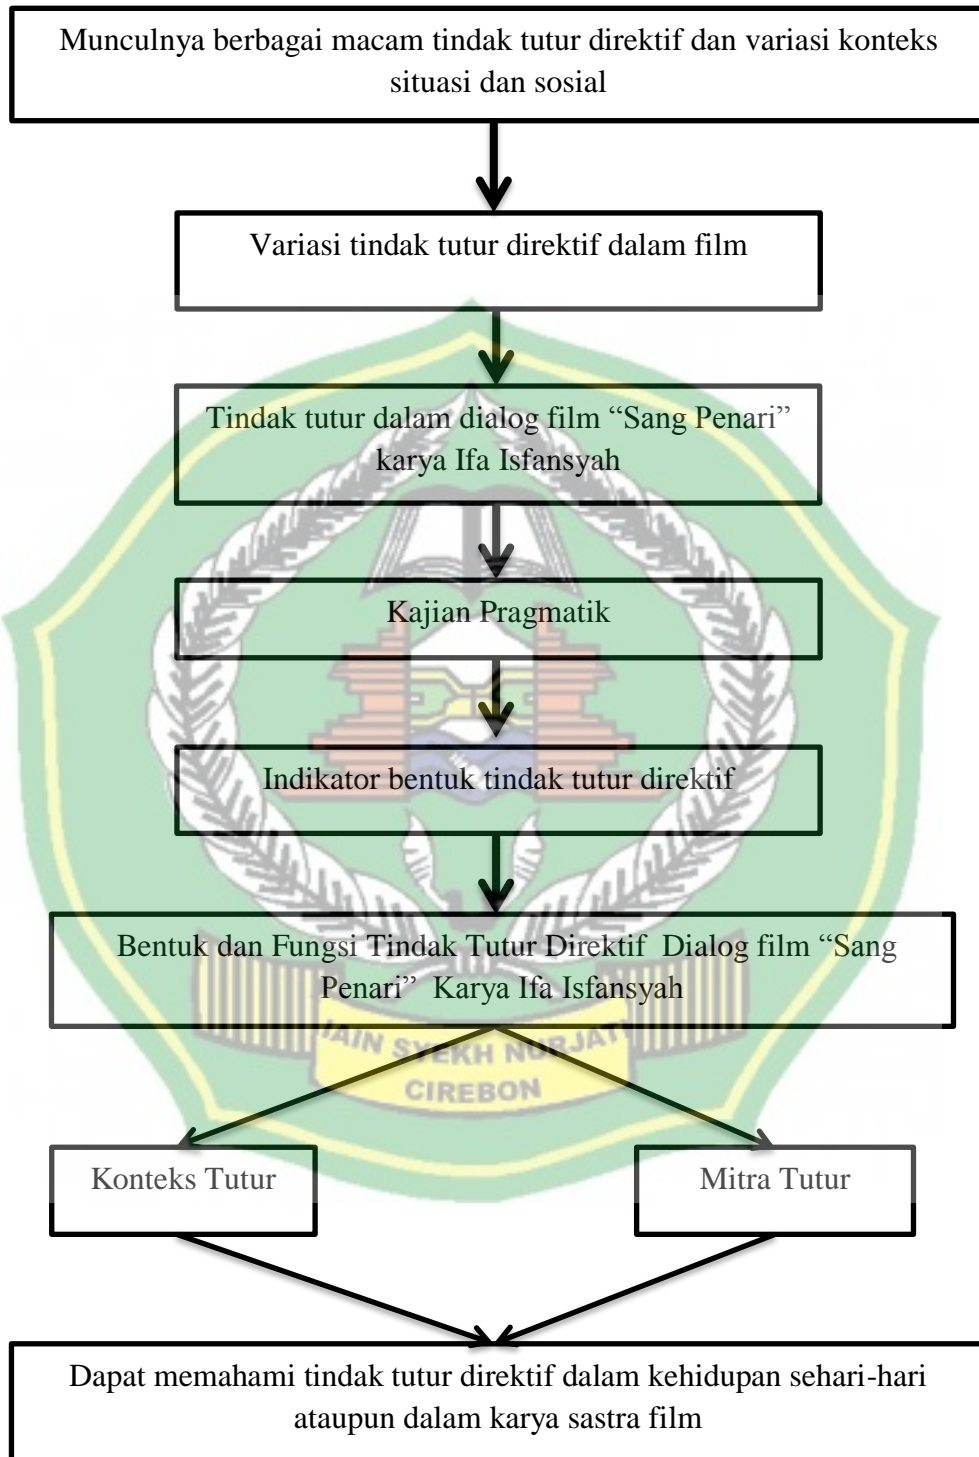 Munculnya berbagai macam tindak tutur direktif dan variasi konteks
situasi dan sosial
Variasi tindak tutur direktif dalam film
Tindak tutur dalam dialog film “Sang Penari”
karya Ifa Isfansyah
Kajian Pragmatik
Indikator bentuk tindak tutur direktif
Bentuk dan Fungsi Tindak Tutur Direktif Dialog film “Sang
Penari” Karya Ifa Isfansyah
IAIN SYEKH NURJATI
CIREBON
Konteks Tutur
Mitra Tutur
Dapat memahami tindak tutur direktif dalam kehidupan sehari-hari
ataupun dalam karya sastra film